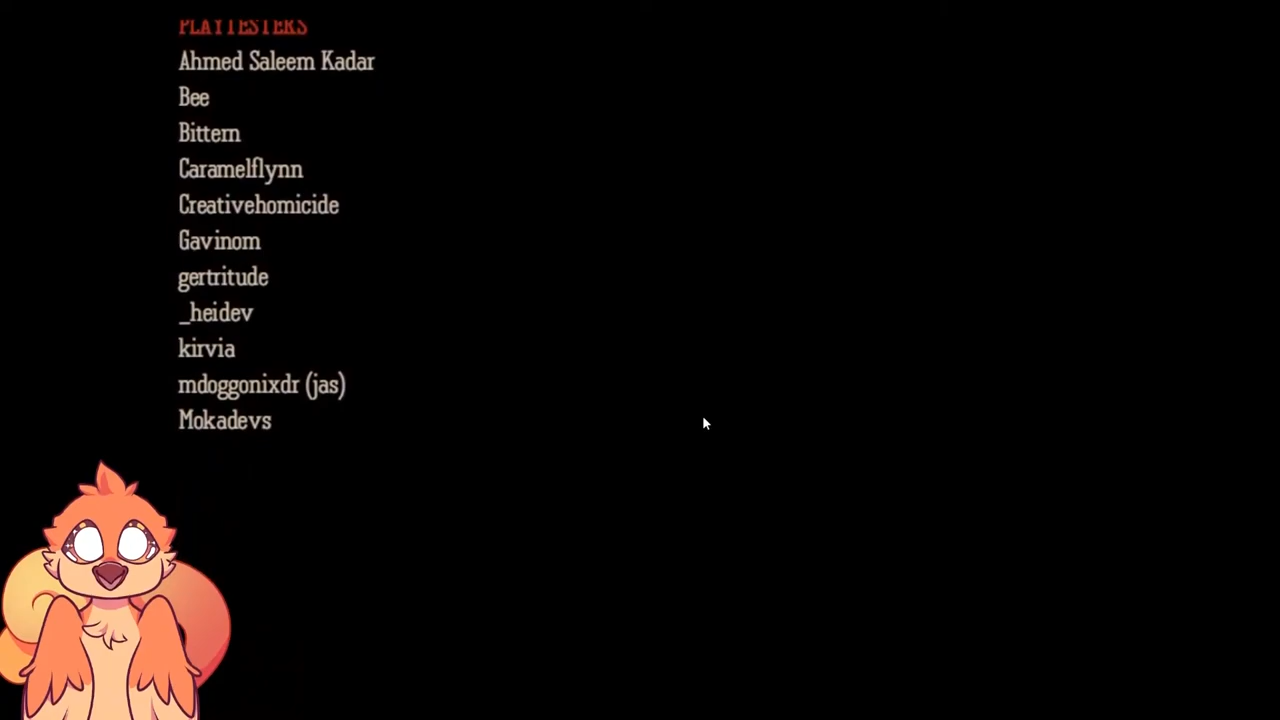 PLAYTESTERS
Ahmed Saleem Kadar
Bee
Bittern
Caramelflynn
Creativehomicide
Gavinom
gertritude
_heidev
kirvia
mdoggonixdr (jas)
Mokadevs